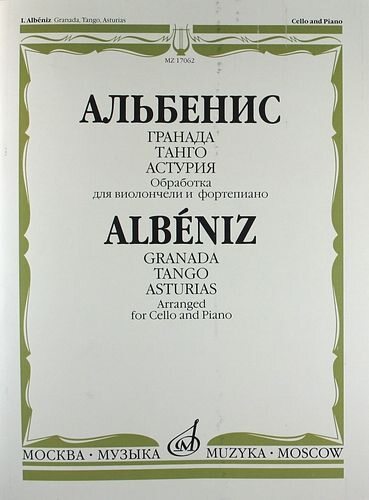 I. Albéniz Granada, Tango, Asturias
Cello and Piano
MZ 17062
АЛЬБЕНИС
ГРАНАДА
ТАНГО
АСТУРИЯ
Обработка
для виолончели и фортепиано
ALBÉNIZ
GRANADA
TANGO
ASTURIAS
Arranged
for Cello and Piano
МОСКВА · МУЗЫКА
MUZYKA · MOSCOW